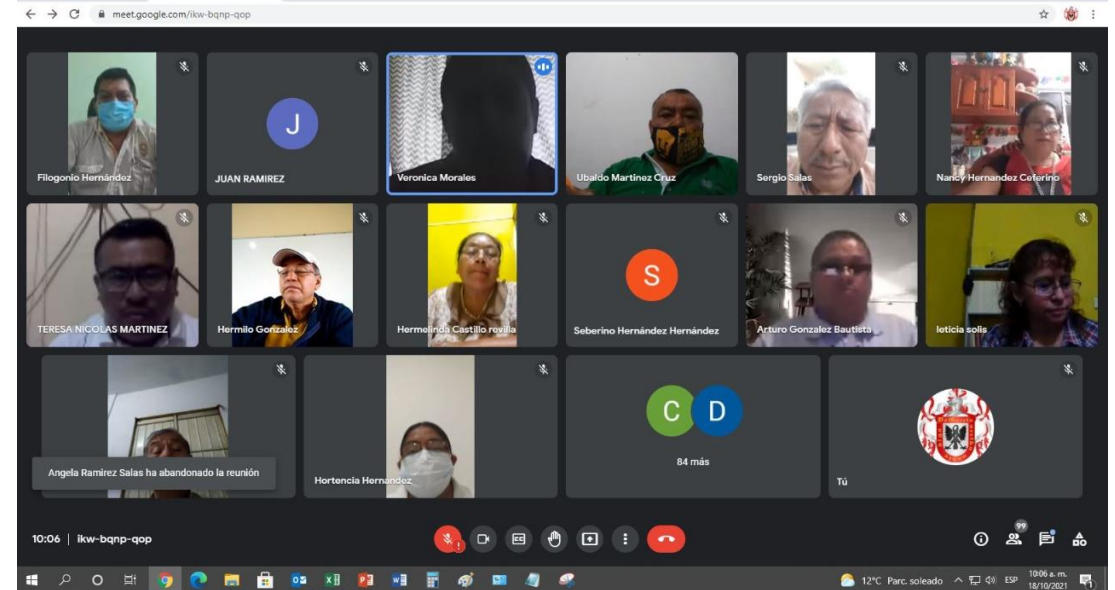 meet.google.com/ikw-bqnp-qop
Filogonio Hernández
J
JUAN RAMIREZ
Veronica Morales
Ubaldo Martinez Cruz
Sergio Salas
Nancy Hernandez Ceferino
TERESA NICOLAS MARTINEZ
Hermilo Gonzalez
Hermelinda Castillo revilla
S
Seberino Hernández Hernández
Arturo Gonzalez Bautista
leticia solis
Angela Ramirez Salas ha abandonado la reunión
Hortencia Hernandez
C D
84 más
Tú
10:06 | ikw-bqnp-qop
99
12°C Parc. soleado
ESP
10:06 a. m.
18/10/2021